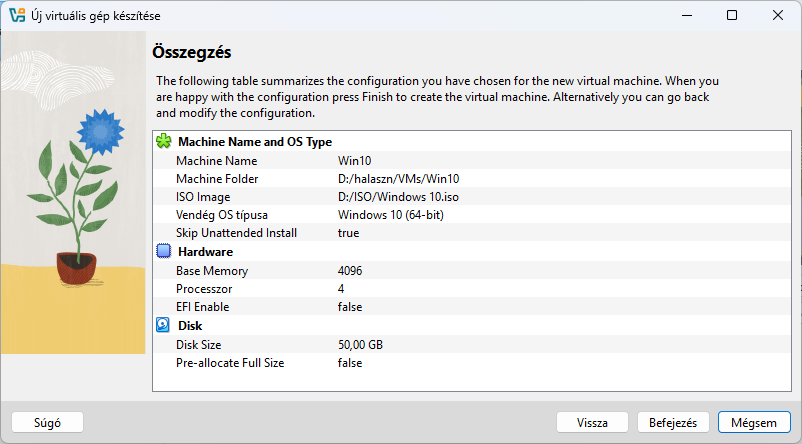 Új virtuális gép készítése
Összegzés
The following table summarizes the configuration you have chosen for the new virtual machine. When you
are happy with the configuration press Finish to create the virtual machine. Alternatively you can go back
and modify the configuration.
Machine Name and OS Type
Machine Name Win10
Machine Folder D:/halaszn/VMs/Win10
ISO Image D:/ISO/Windows 10.iso
Vendég OS típusa Windows 10 (64-bit)
Skip Unattended Install true
Hardware
Base Memory 4096
Processzor 4
EFI Enable false
Disk
Disk Size 50,00 GB
Pre-allocate Full Size false
Súgó Vissza Befejezés Mégsem